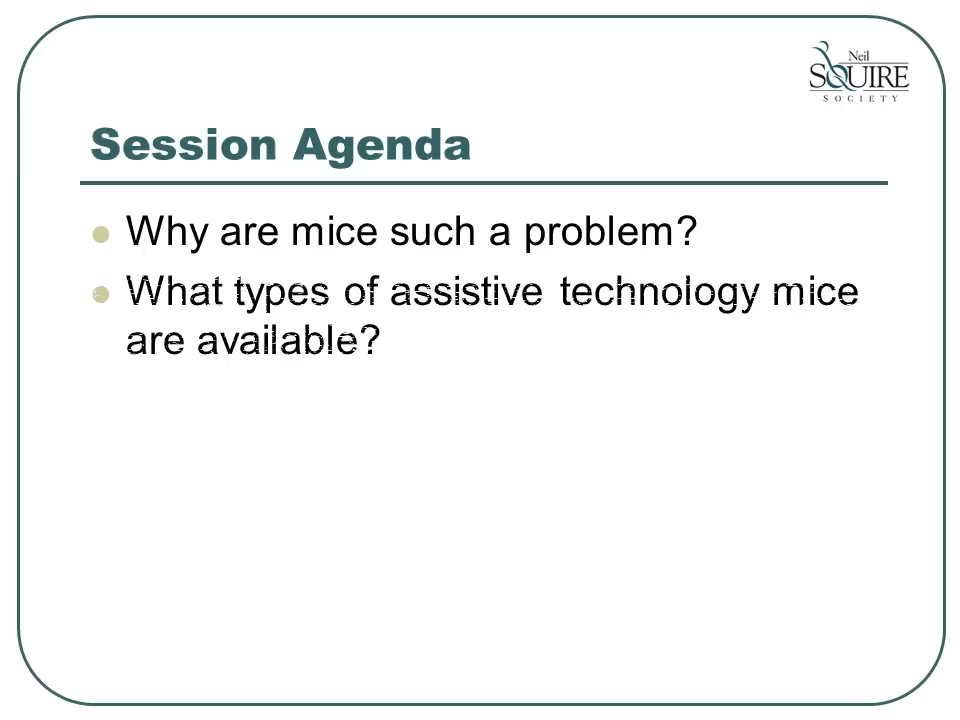 Neil
SQUIRE
SOCIETY
Session Agenda
Why are mice such a problem?
What types of assistive technology mice
are available?